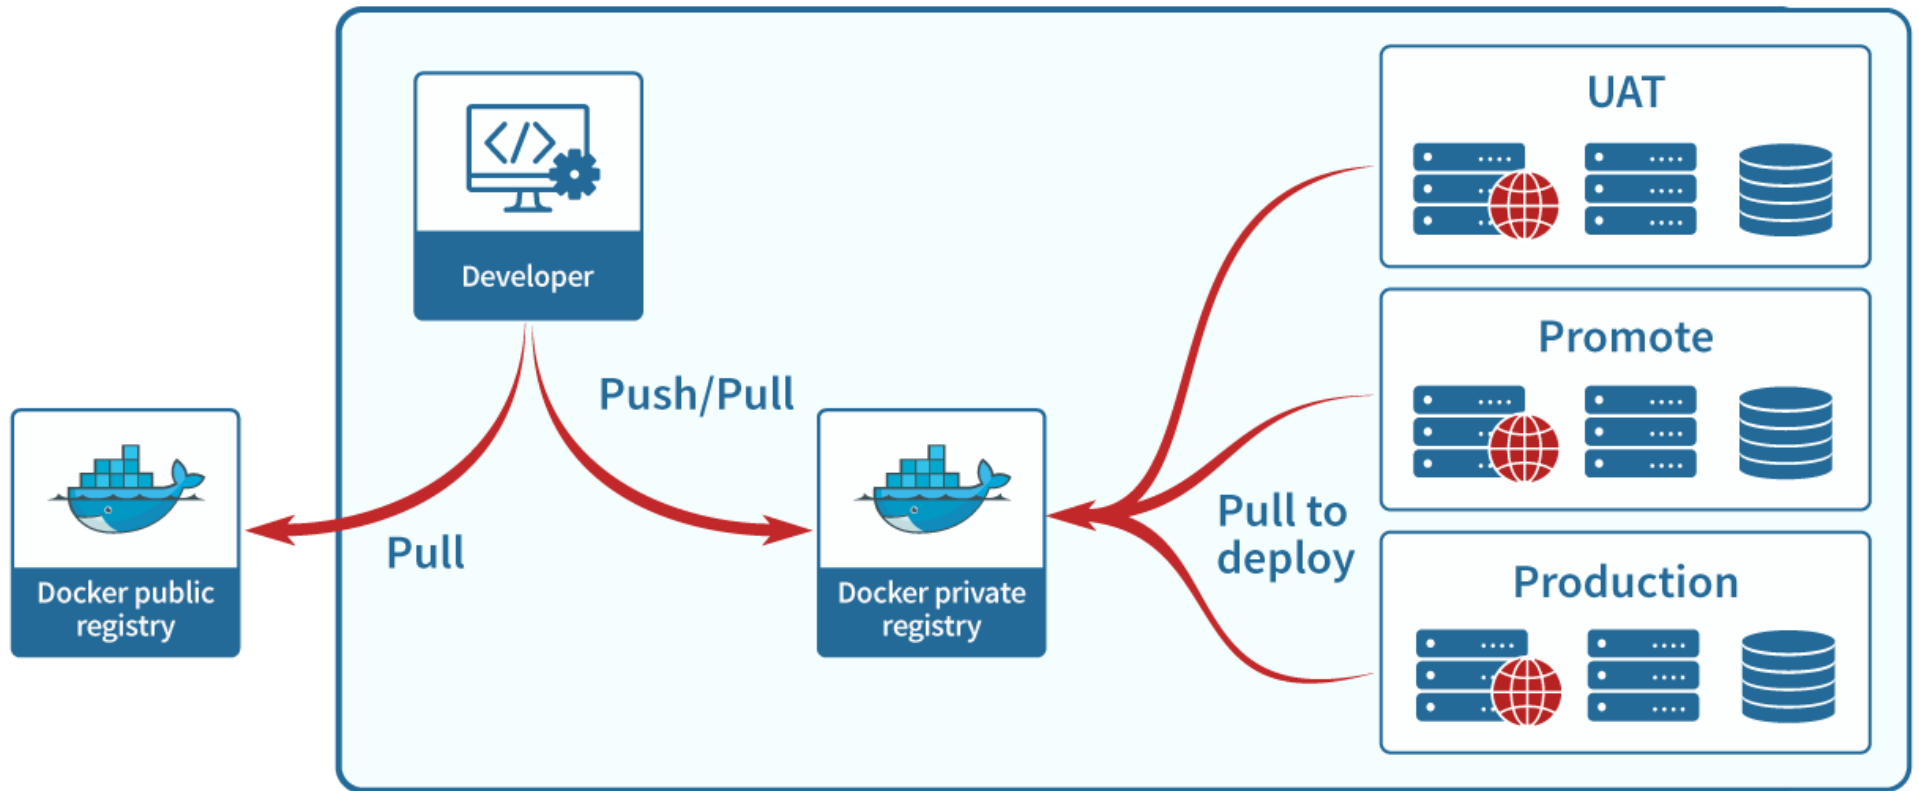 UAT
Developer
Promote
Push/Pull
Pull to
deploy
Pull
Production
Docker public
registry
Docker private
registry